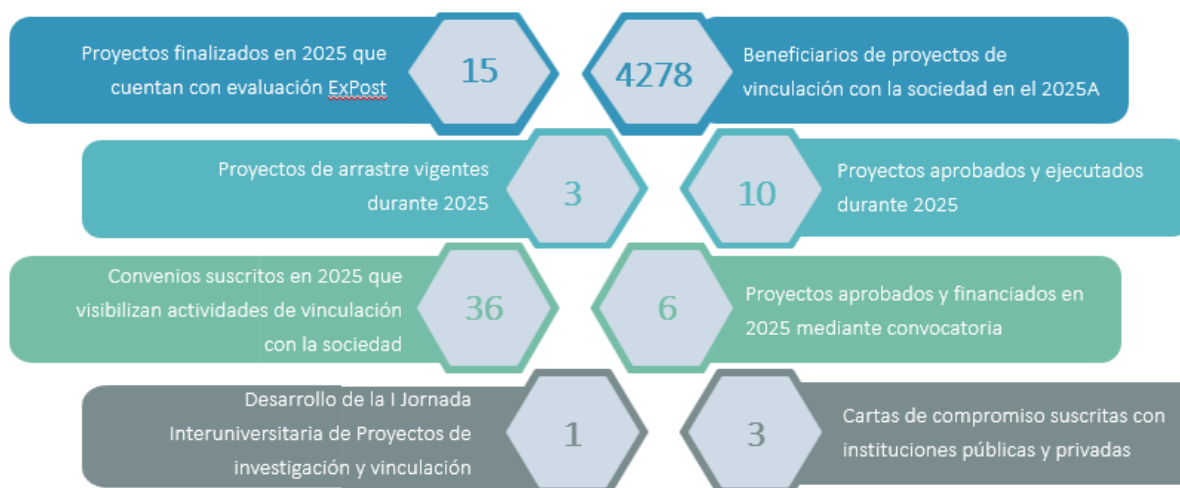 Proyectos finalizados en 2025 que
cuentan con evaluación ExPost
15
4278
Beneficiarios de proyectos de
vinculación con la sociedad en el 2025A
Proyectos de arrastre vigentes
durante 2025
3
10
Proyectos aprobados y ejecutados
durante 2025
Convenios suscritos en 2025 que
visibilizan actividades de vinculación
con la sociedad
36
6
Proyectos aprobados y financiados en
2025 mediante convocatoria
Desarrollo de la I Jornada
Interuniversitaria de Proyectos de
investigación y vinculación
1
3
Cartas de compromiso suscritas con
instituciones públicas y privadas